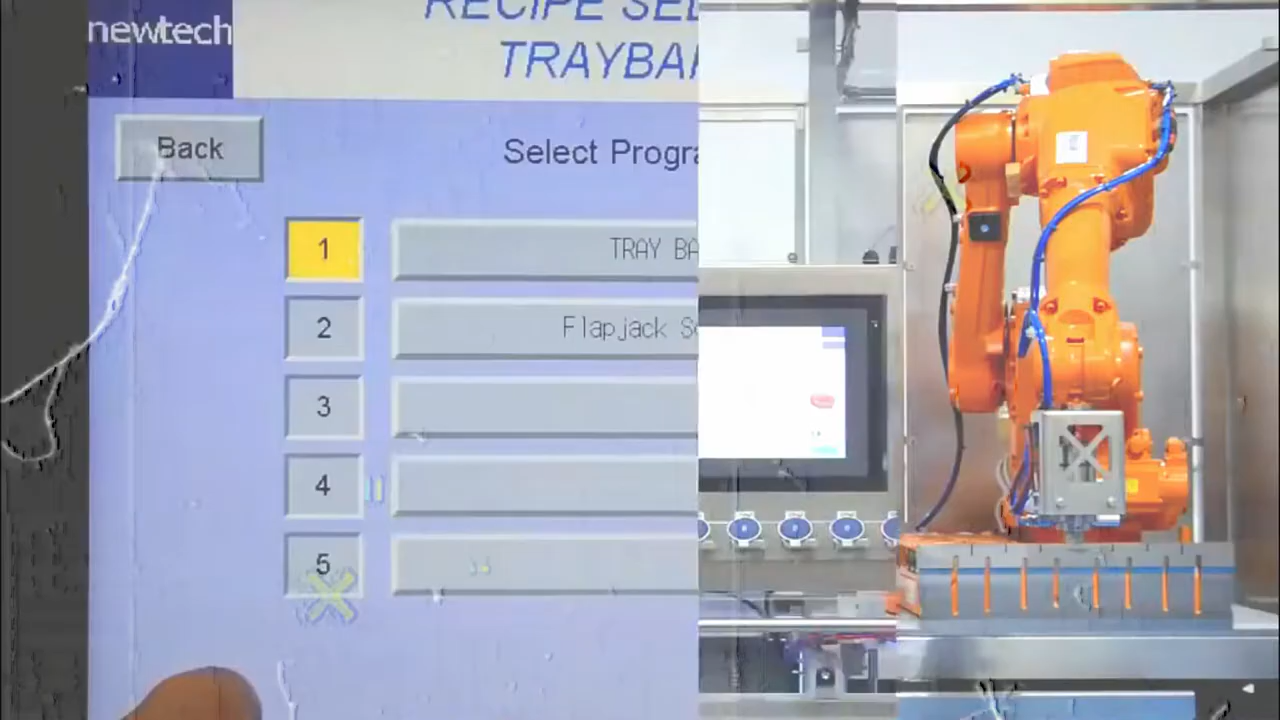 newtech
RECIPE SEL
TRAYBA
Back
Select Progra
1
TRAY BA
2
Flapjack S
3
4
5